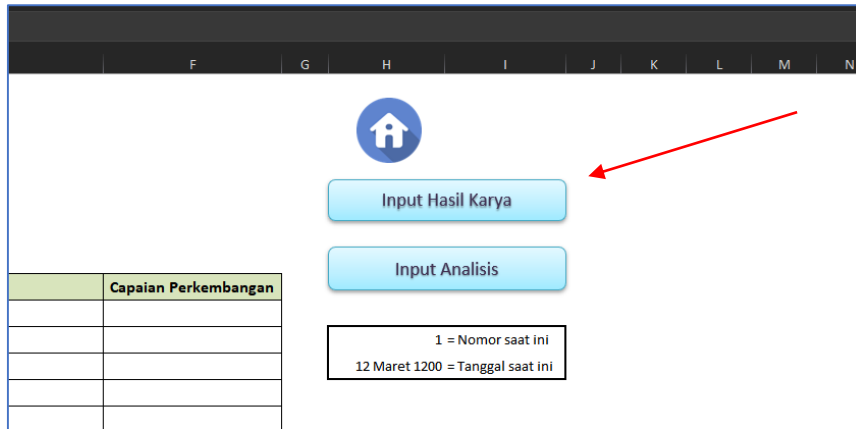 F G H I J K L M N
Input Hasil Karya
Input Analisis
Capaian Perkembangan
1 = Nomor saat ini
12 Maret 1200 = Tanggal saat ini